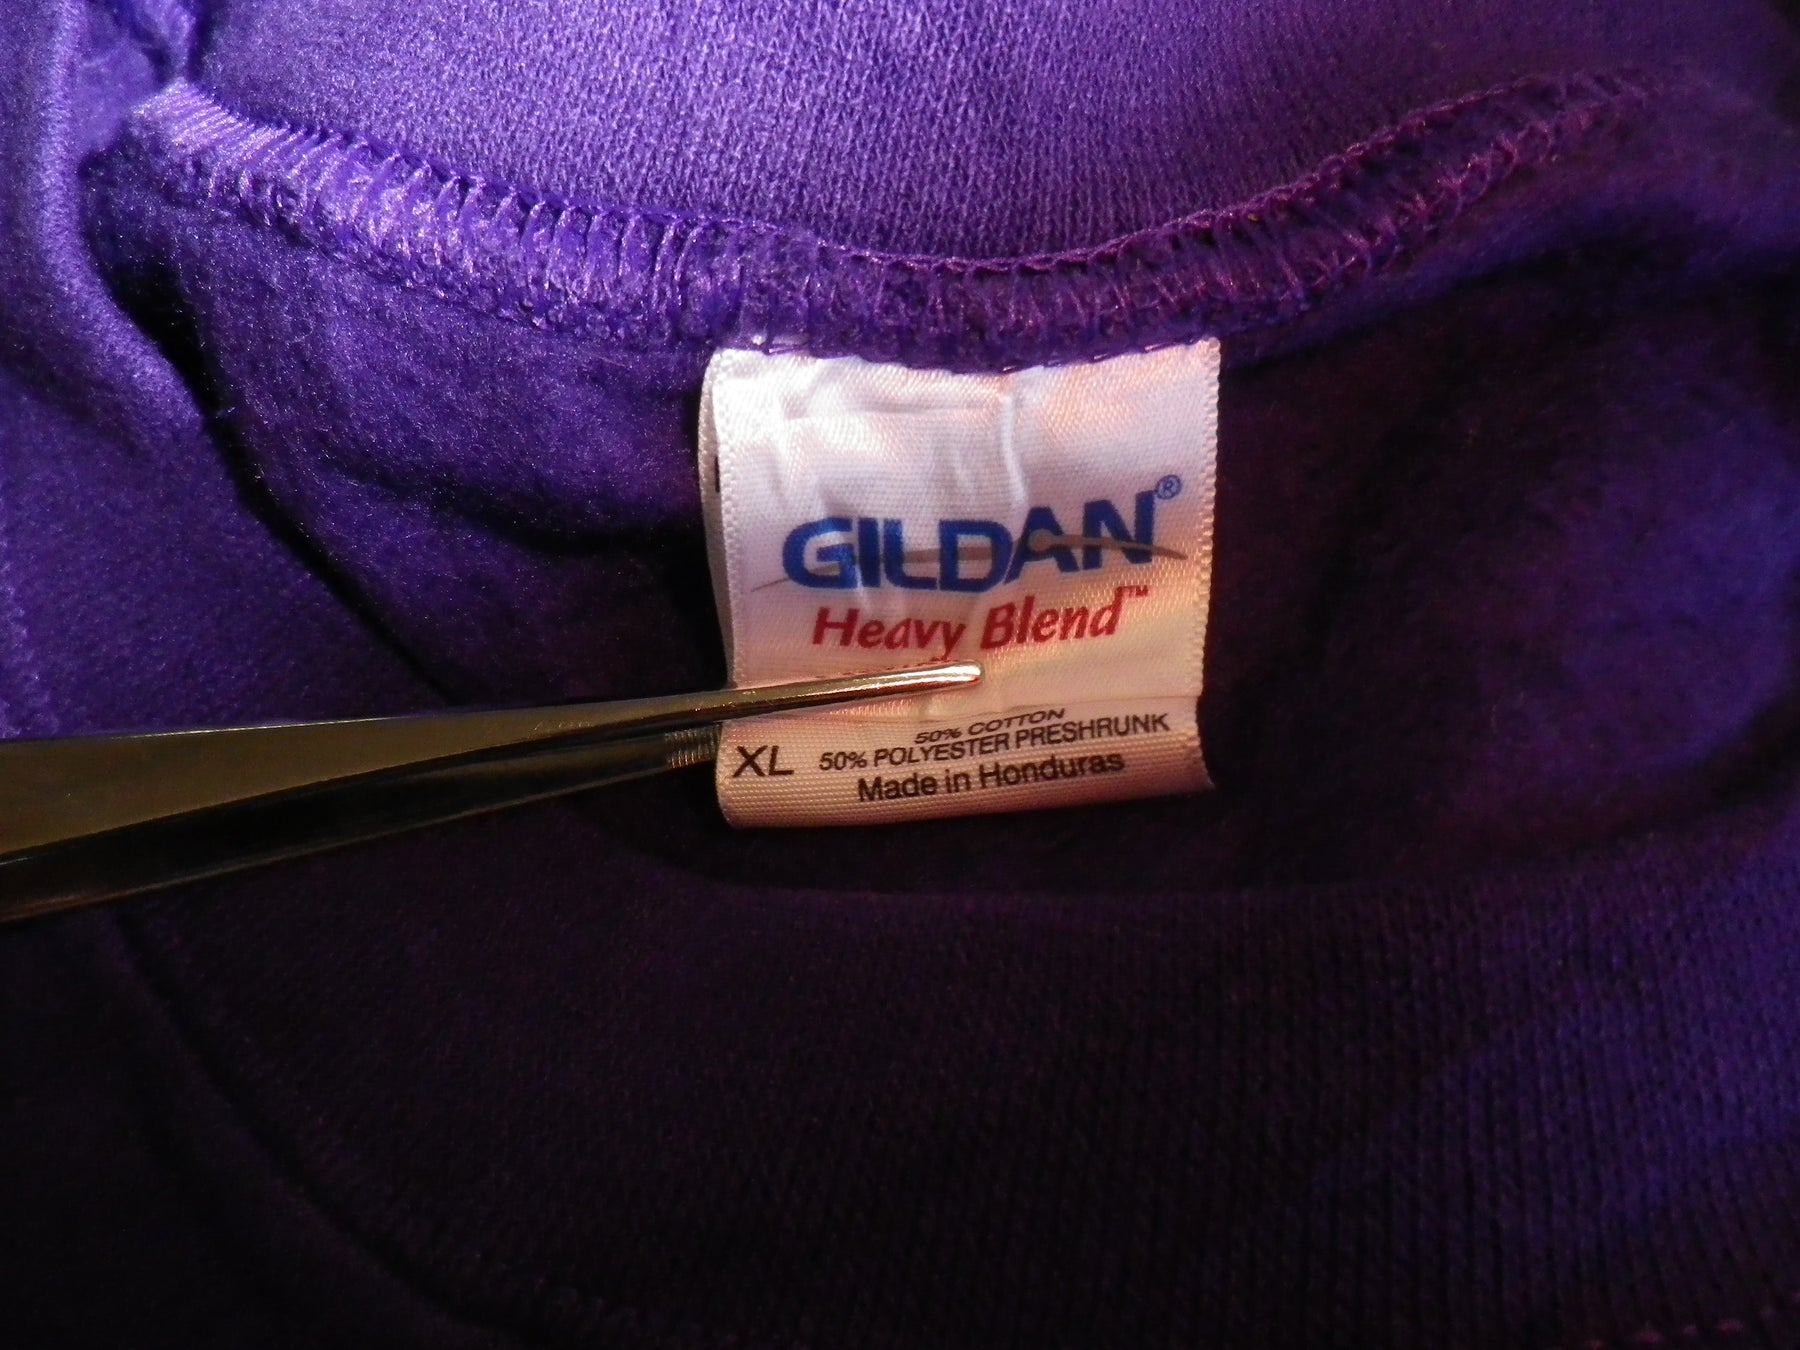 GILDAN®
Heavy Blend™
50% COTTON
XL 50% POLYESTER PRESHRUNK
Made in Honduras